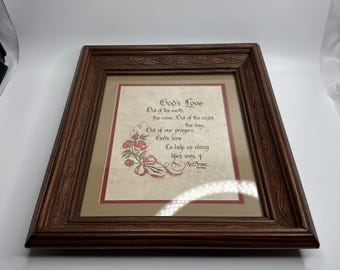 God's Love
Out of the earth,
the rose, Out of the night,
the day,
Out of our prayers,
God's love
To help us along
life's way.